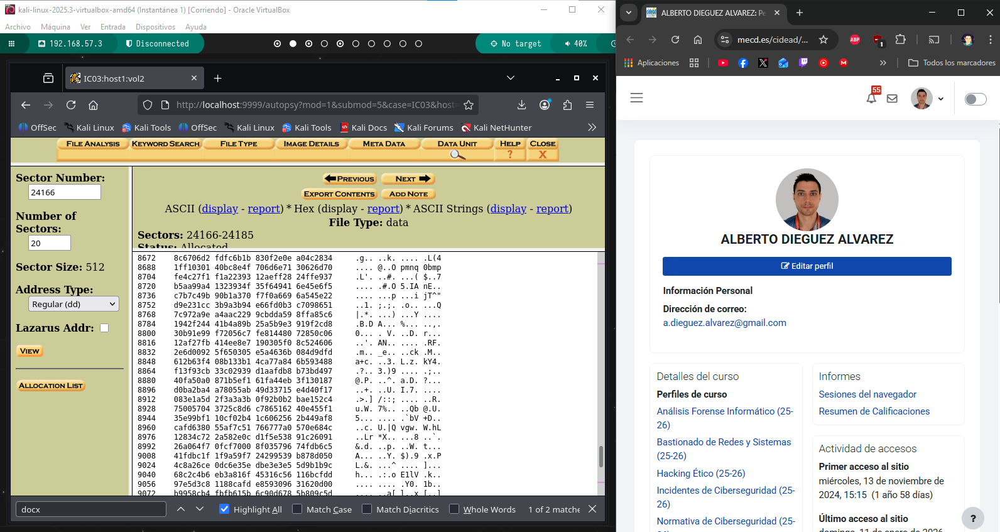 kali-linux-2025.3-virtualbox-amd64 (Instantánea 1) [Corriendo] - Oracle VirtualBox
Archivo Máquina Ver Entrada Dispositivos Ayuda
192.168.57.3 Disconnected No target 40%
IC03:host1:vol2
http://localhost:9999/autopsy?mod=1&submod=5&case=IC03&host=
OffSec Kali Linux Kali Tools OffSec Kali Linux Kali Tools Kali Docs Kali Forums Kali NetHunter
FILE ANALYSIS KEYWORD SEARCH FILE TYPE IMAGE DETAILS META DATA DATA UNIT HELP CLOSE
? X
Sector Number:
24166
Number of
Sectors:
20
Sector Size: 512
Address Type:
Regular (dd)
Lazarus Addr:
VIEW
ALLOCATION LIST
PREVIOUS NEXT
EXPORT CONTENTS ADD NOTE
ASCII (display - report) * Hex (display - report) * ASCII Strings (display - report)
File Type: data
Sectors: 24166-24185
Status: Allocated
8672 8c6706d2 fdfc6b1b 830f2e0e a04c2834 .g.. ..k. .... .L(4
8688 1ff10301 40bc8e4f 706d6e71 30626d70 .... @..O pmnq 0bmp
8704 fe4c27f1 f1a22393 12aeff28 24ffe937 .L'. ..#. ...( $..7
8720 b5aa99a4 1323934f 35f64941 6e45e6f5 .... .#.O 5.IA nE..
8736 c7b7c49b 90b1a370 f7f0a669 6a545e22 .... ...p ...i jT^"
8752 d9e231cc 3b9a3b94 e66fd0b3 c7098651 ..1. ;.;. .o.. ...Q
8768 7c972a9e a4aac229 9cbdda59 8ffa85c6 |.*. ...) ...Y ....
8784 1942f244 41b4a89b 25a5b9e3 919f2cd8 .B.D A... %... ..,.
8800 30b91e99 f72056c7 fe814480 72850c06 0... . V. ..D. r...
8816 12af27fb 414ee8e7 190305f0 8c524606 ..'. AN.. .... .RF.
8832 2e6d0092 5f650305 e5a4636b 084d9dfd .m.. _e.. ..ck .M..
8848 612b63f4 08b133b1 4ca77a84 6b593488 a+c. ..3. L.z. kY4.
8864 f13f93cb 33c02939 d1aafdb8 b73bd497 .?.. 3.)9 .... .;..
8880 40fa50a0 871b5ef1 61fa44eb 3f130187 @.P. ..^. a.D. ?...
8896 d0ba2ba4 a78055ab 49d33715 e4d40f17 ..+. ..U. I.7. ....
8912 083e1a5d 2f3a3a3b 0f92b0b2 bae152c4 .>.] /::; .... ..R.
8928 75005704 3725c8d6 c7865162 40e455f1 u.W. 7%.. ..Qb @.U.
8944 35e99bf1 10cf02b4 1c606256 2b449af8 5... .... .`bV +D..
8960 cafd6380 55af7c51 766777a0 570e684c ..c. U.|Q vgw. W.hL
8976 12834c72 2a582e0c d1f5e538 91c26091 ..Lr *X.. ...8 ..`.
8992 26a064f7 0fcf7000 8f035796 74fdb6c5 &.d. ..p. ..W. t...
9008 41fdbc1f 1f9a59f7 24299539 b878d050 A... ..Y. $).9 .x.P
9024 4c8a26ce 0dc6e35e dbe3e3e5 5d9b1b9c L.&. ...^ .... ]...
9040 68c2c4b6 eb3a816f 45316c56 116bcfdd h... .:.o E1lV .k..
9056 97e5d3c8 1188cafd e8593096 31620d00 .... .... .Y0. 1b..
9072 b9958cb4 fbfb615b 6c90d678 5b809c5d .... ..a[ l..x [..]
docx Highlight All Match Case Match Diacritics Whole Words 1 of 2 matche
ALBERTO DIEGUEZ ALVAREZ: Pe
mecd.es/cidead/...
ABP 1
Aplicaciones Todos los marcadores
55
ALBERTO DIEGUEZ ALVAREZ
Editar perfil
Información Personal
Dirección de correo:
a.dieguez.alvarez@gmail.com
Detalles del curso
Perfiles de curso
Análisis Forense Informático (25-
26)
Bastionado de Redes y Sistemas
(25-26)
Hacking Ético (25-26)
Incidentes de Ciberseguridad (25-
26)
Normativa de Ciberseguridad (25-
Informes
Sesiones del navegador
Resumen de Calificaciones
Actividad de accesos
Primer acceso al sitio
miércoles, 13 de noviembre de
2024, 15:15 (1 año 58 días)
Último acceso al sitio
domingo, 11 de enero de 2026
?